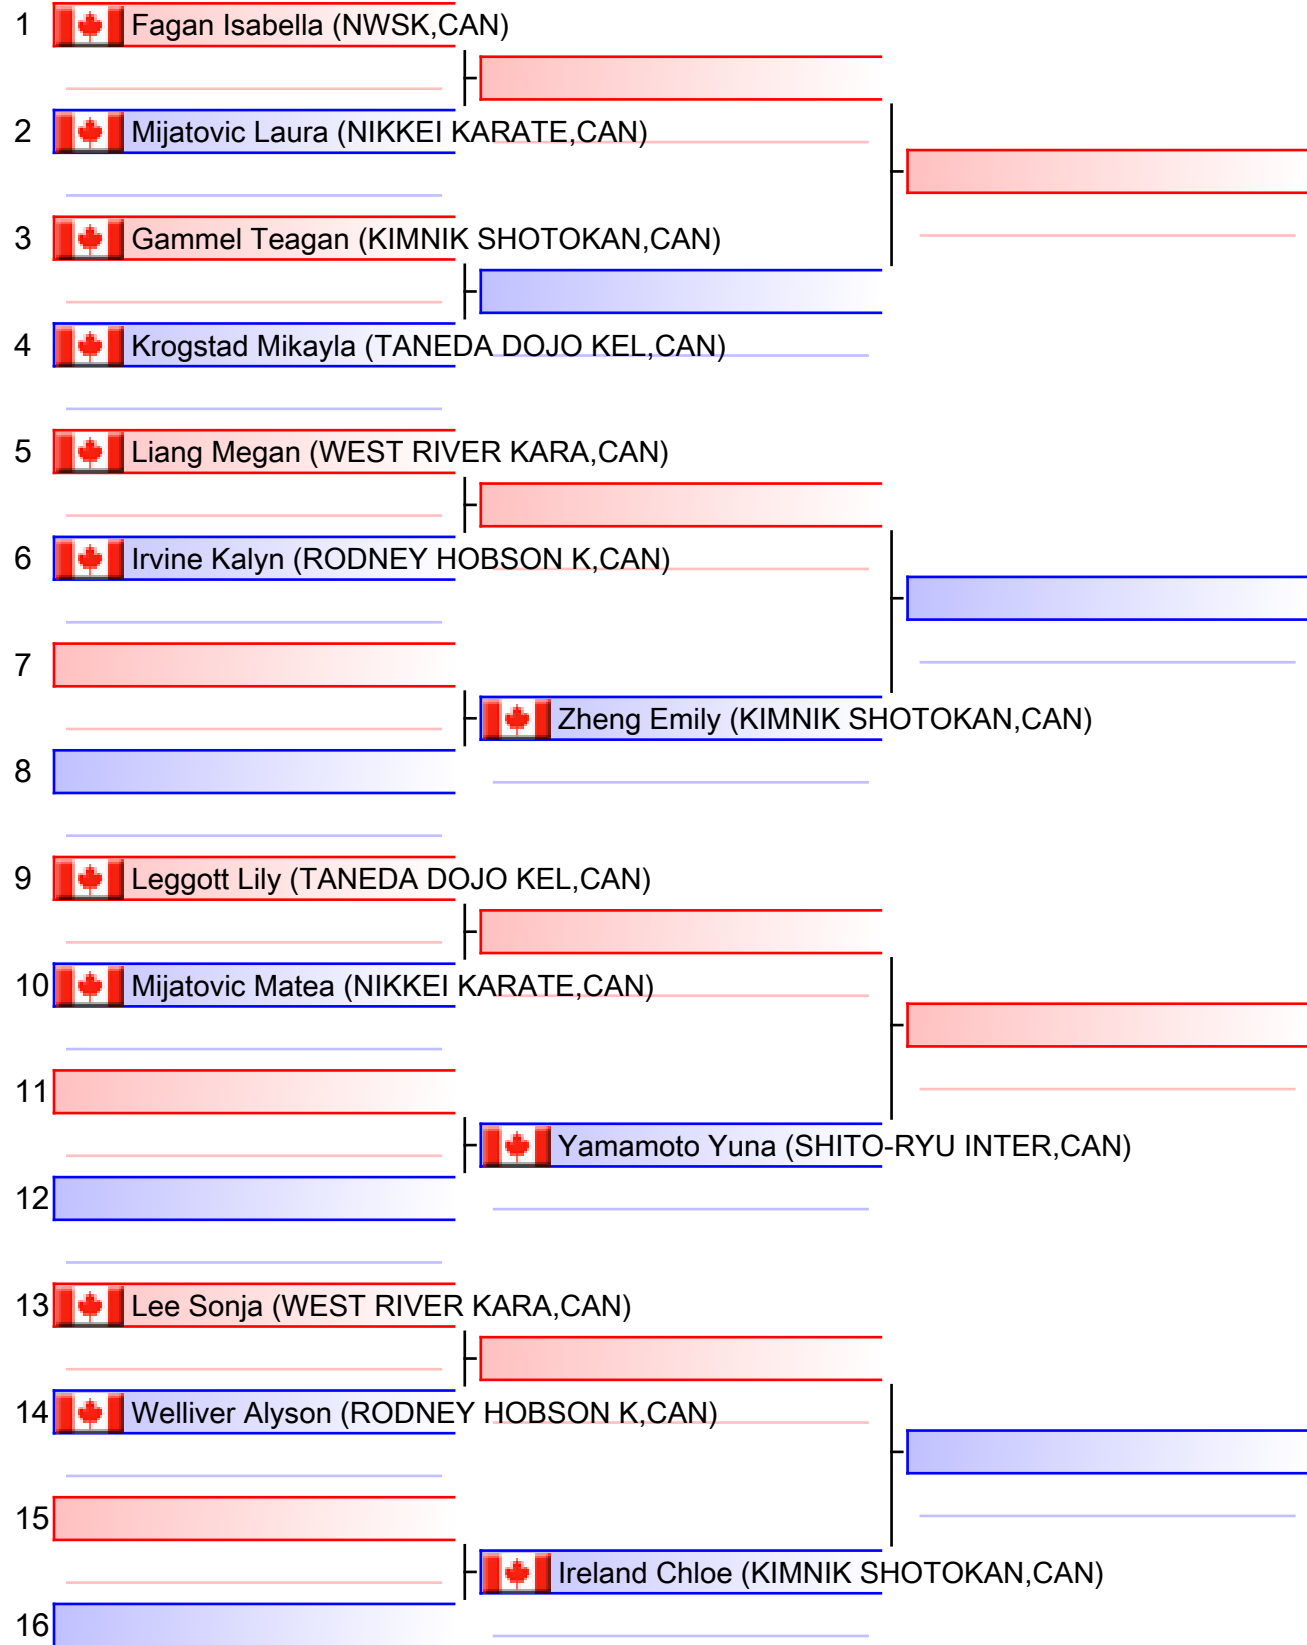 1 Fagan Isabella (NWSK,CAN)
2 Mijatovic Laura (NIKKEI KARATE,CAN)
3 Gammel Teagan (KIMNIK SHOTOKAN,CAN)
4 Krogstad Mikayla (TANEDA DOJO KEL,CAN)
5 Liang Megan (WEST RIVER KARA,CAN)
6 Irvine Kalyn (RODNEY HOBSON K,CAN)
7
Zheng Emily (KIMNIK SHOTOKAN,CAN)
8
9 Leggott Lily (TANEDA DOJO KEL,CAN)
10 Mijatovic Matea (NIKKEI KARATE,CAN)
11
Yamamoto Yuna (SHITO-RYU INTER,CAN)
12
13 Lee Sonja (WEST RIVER KARA,CAN)
14 Welliver Alyson (RODNEY HOBSON K,CAN)
15
Ireland Chloe (KIMNIK SHOTOKAN,CAN)
16